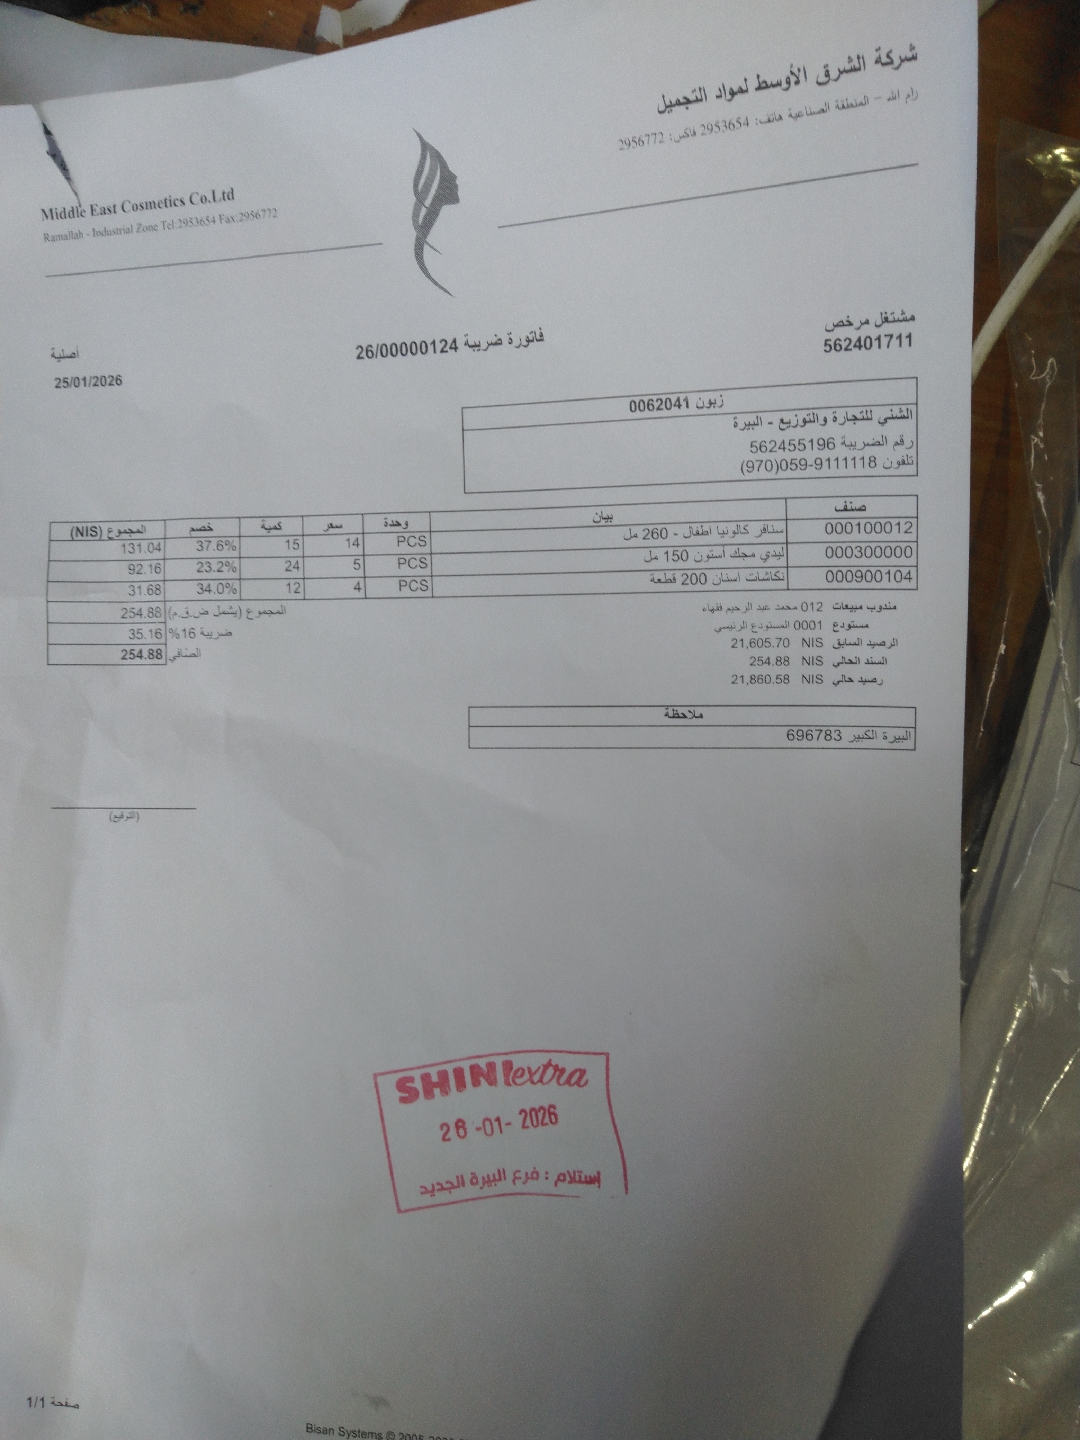 شركة الشرق الأوسط لمواد التجميل
رام الله - المنطقة الصناعية هاتف: 2953654 فاكس: 2956772
Middle East Cosmetics Co.Ltd
Ramallah - Industrial Zone Tel:2953654 Fax:2956772
مشتغل مرخص
562401711
فاتورة ضريبة 26/00000124
أصلية
25/01/2026
زبون 0062041
الشني للتجارة والتوزيع - البيرة
رقم الضريبة 562455196
تلفون 059-9111118(970)
صنف بيان وحدة سعر كمية خصم المجموع (NIS)
000100012 سنافر كالونيا اطفال - 260 مل PCS 14 15 37.6% 131.04
000300000 ليدي مجك أستون 150 مل PCS 5 24 23.2% 92.16
000900104 نكاشات اسنان 200 قطعة PCS 4 12 34.0% 31.68
المجموع (يشمل ض.ق.م) 254.88
ضريبة 16% 35.16
الصافي 254.88
مندوب مبيعات 012 محمد عبد الرحيم فقهاء
مستودع 0001 المستودع الرئيسي
الرصيد السابق NIS 21,605.70
السند الحالي NIS 254.88
رصيد حالي NIS 21,860.58
ملاحظة
البيرة الكبير 696783
(التوقيع)
SHINI extra
26 -01- 2026
إستلام : فرع البيرة الجديد
صفحة 1/1
Bisan Systems © 2005